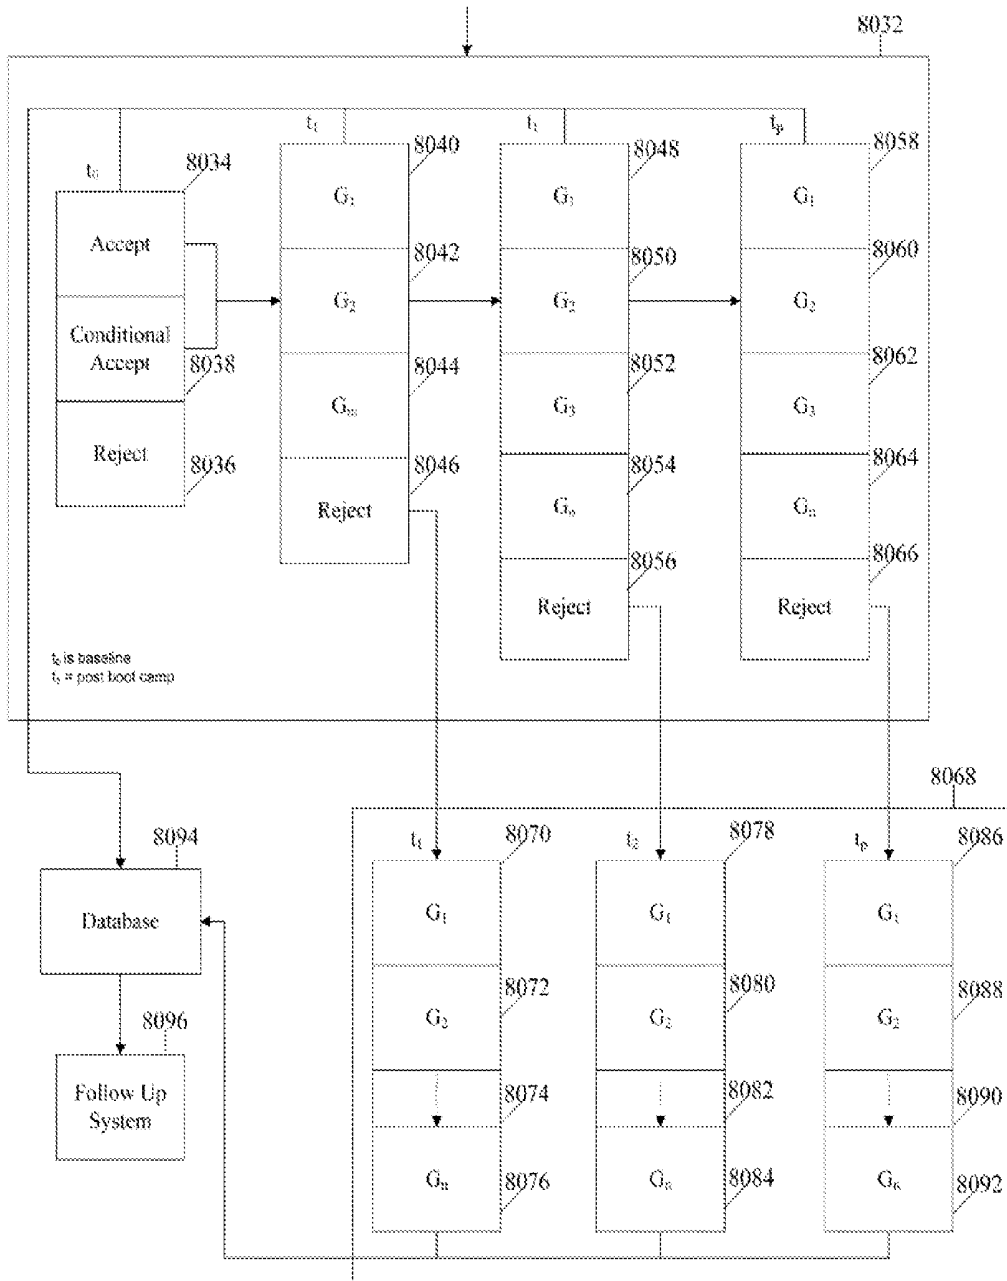 8032
t₁
t₁
tₚ
8034
8040
8048
8058
t₀
Accept
G₁
G₁
G₁
8042
8050
8060
G₂
G₂
G₂
Conditional
Accept
8038
8044
8052
8062
Gₘ
G₃
G₃
Reject
8036
8046
8054
8064
Reject
Gₙ
Gₙ
8056
8066
Reject
Reject
t₀ is baseline
t₁ = post boot camp
8068
8094
t₁
8070
t₂
8078
tₚ
8086
Database
G₁
G₁
G₁
8072
8080
8088
8096
G₂
G₂
G₂
Follow Up
System
8074
8082
8090
Gₙ
8076
Gₙ
8084
Gₙ
8092